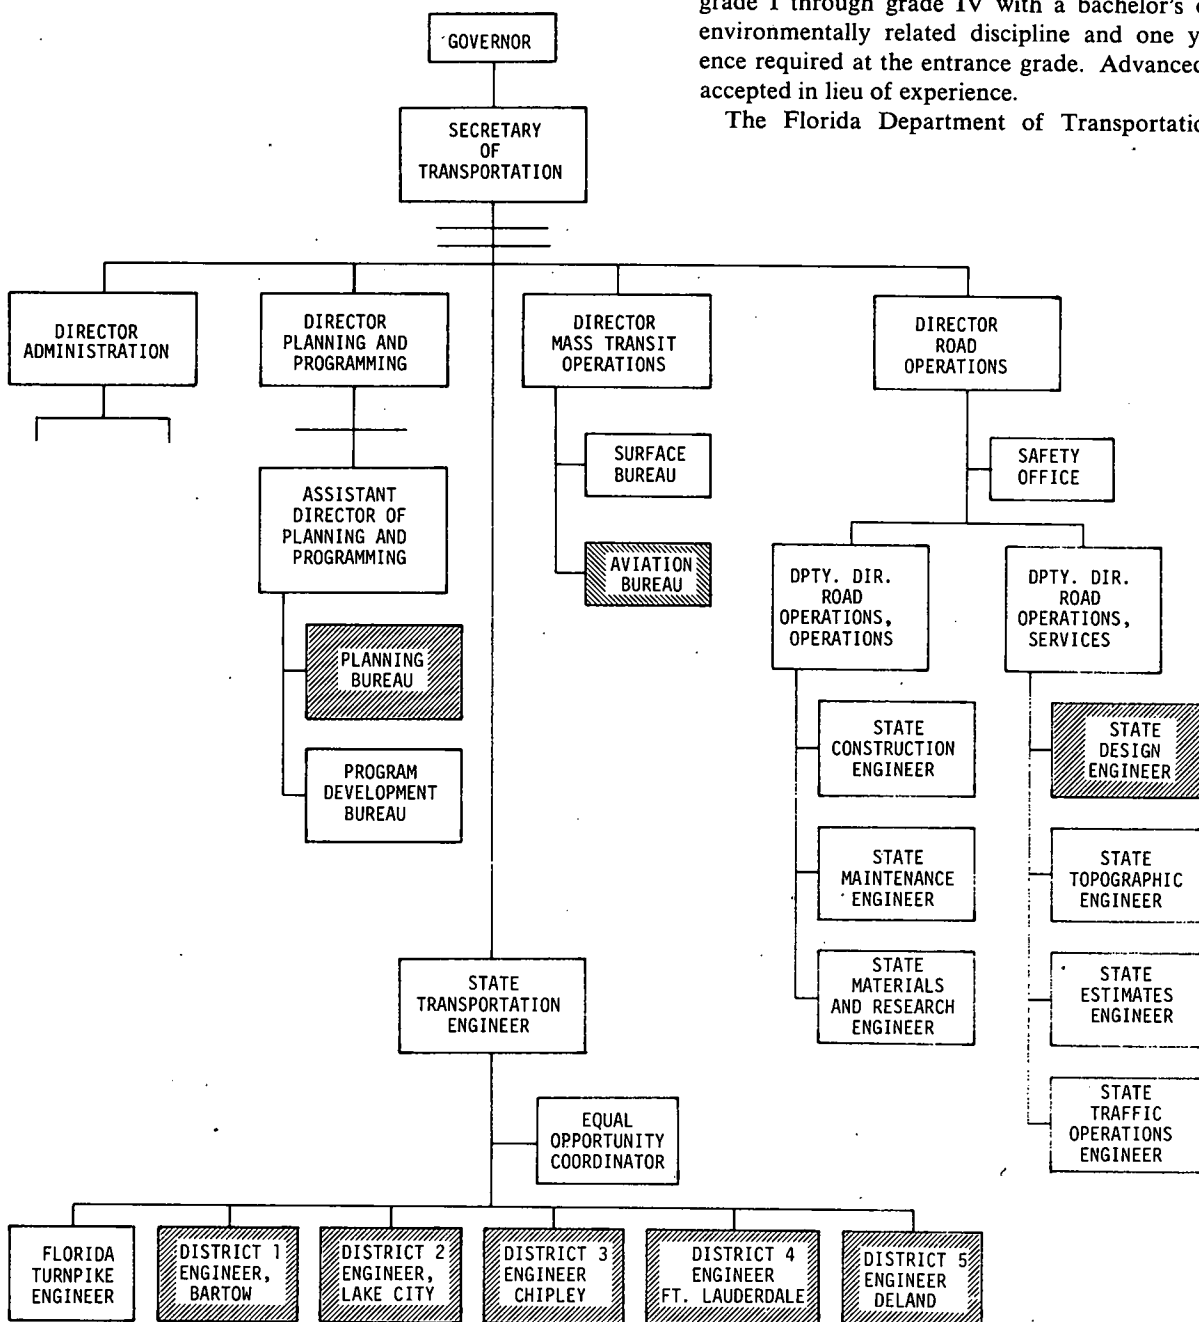 grade I through grade IV with a bachelor's
environmentally related discipline and one
ence required at the entrance grade. Advanced
accepted in lieu of experience.
The Florida Department of
GOVERNOR
SECRETARY
OF
TRANSPORTATION
DIRECTOR
ADMINISTRATION
DIRECTOR
PLANNING AND
PROGRAMMING
DIRECTOR
MASS TRANSIT
OPERATIONS
DIRECTOR
ROAD
OPERATIONS
SURFACE
BUREAU
SAFETY
OFFICE
ASSISTANT
DIRECTOR OF
PLANNING AND
PROGRAMMING
AVIATION
BUREAU
DPTY. DIR.
ROAD
OPERATIONS,
OPERATIONS
DPTY. DIR.
ROAD
OPERATIONS,
SERVICES
PLANNING
BUREAU
PROGRAM
DEVELOPMENT
BUREAU
STATE
CONSTRUCTION
ENGINEER
STATE
DESIGN
ENGINEER
STATE
MAINTENANCE
ENGINEER
STATE
TOPOGRAPHIC
ENGINEER
STATE
MATERIALS
AND RESEARCH
ENGINEER
STATE
ESTIMATES
ENGINEER
STATE
TRAFFIC
OPERATIONS
ENGINEER
STATE
TRANSPORTATION
ENGINEER
EQUAL
OPPORTUNITY
COORDINATOR
FLORIDA
TURNPIKE
ENGINEER
DISTRICT 1
ENGINEER,
BARTOW
DISTRICT 2
ENGINEER,
LAKE CITY
DISTRICT 3
ENGINEER
CHIPLEY
DISTRICT 4
ENGINEER
FT. LAUDERDALE
DISTRICT 5
ENGINEER
DELAND